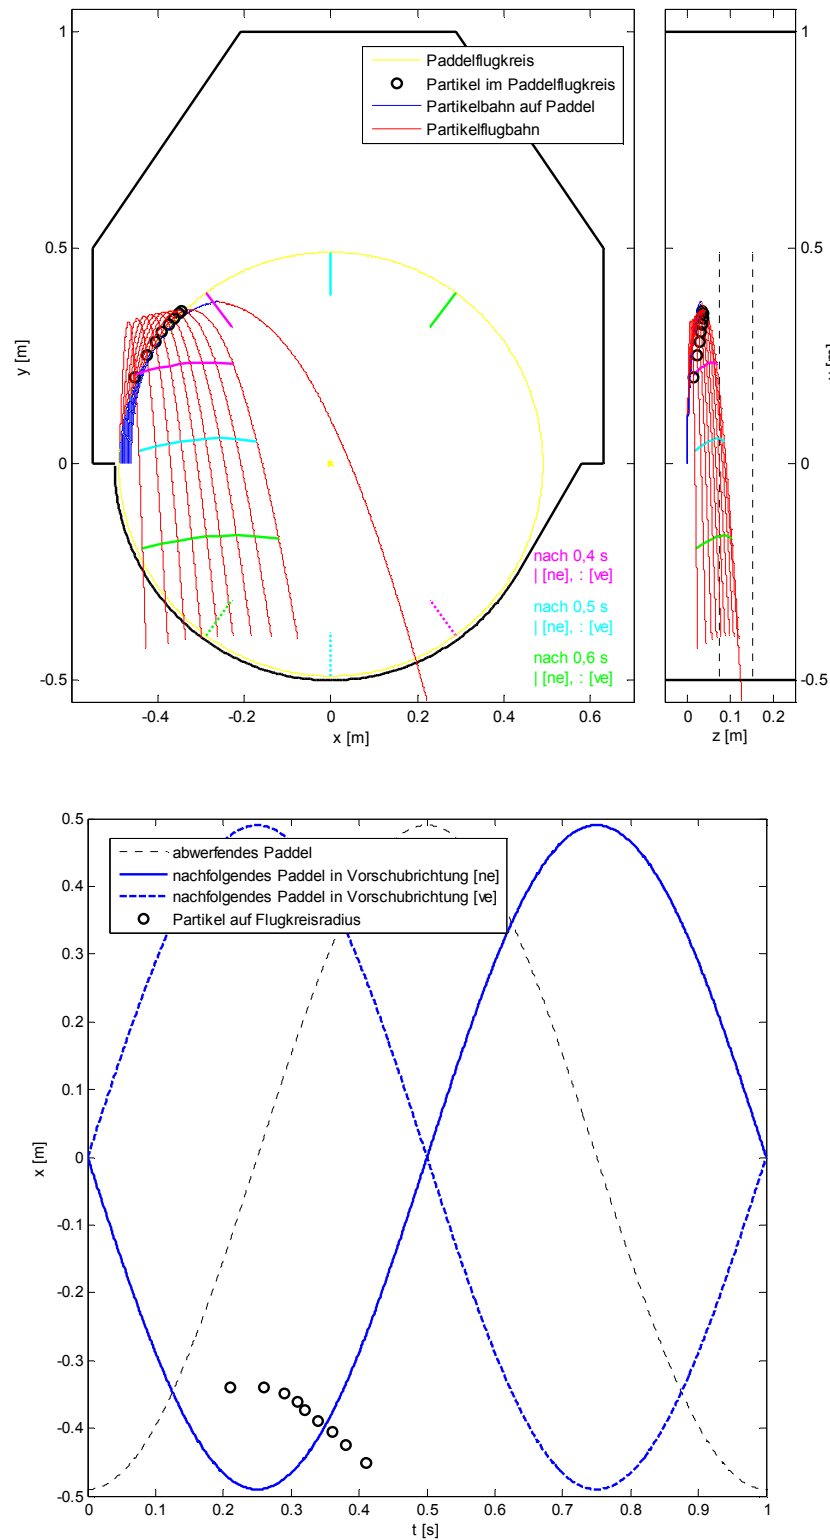 1
0.5
0
-0.5
y [m]
-0.4
-0.2
0
0.2
0.4
0.6
x [m]
Paddelflugkreis
Partikel im Paddelflugkreis
Partikelbahn auf Paddel
Partikelflugbahn
nach 0,4 s
| [ne], : [ve]
nach 0,5 s
| [ne], : [ve]
nach 0,6 s
| [ne], : [ve]
1
0.5
0
-0.5
0
0.1
0.2
z [m]
0.5
0.4
0.3
0.2
0.1
0
-0.1
-0.2
-0.3
-0.4
-0.5
x [m]
abwerfendes Paddel
nachfolgendes Paddel in Vorschubrichtung [ne]
nachfolgendes Paddel in Vorschubrichtung [ve]
Partikel auf Flugkreisradius
0
0.1
0.2
0.3
0.4
0.5
0.6
0.7
0.8
0.9
1
t [s]